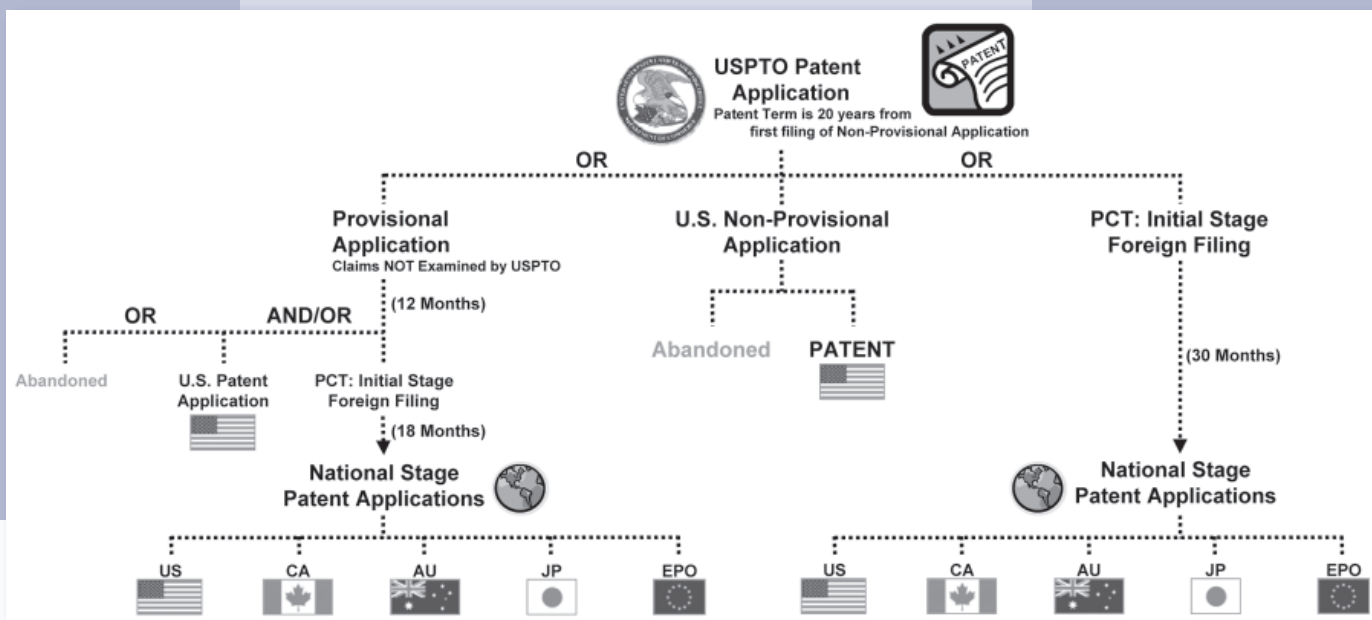 USPTO Patent
Application
PATENT
Patent Term is 20 years from
first filing of Non-Provisional Application
OR
OR
Provisional
Application
Claims NOT Examined by USPTO
U.S. Non-Provisional
Application
PCT: Initial Stage
Foreign Filing
(12 Months)
OR
AND/OR
Abandoned
PATENT
(30 Months)
Abandoned
U.S. Patent
Application
PCT: Initial Stage
Foreign Filing
(18 Months)
National Stage
Patent Applications
National Stage
Patent Applications
US
CA
AU
JP
EPO
US
CA
AU
JP
EPO